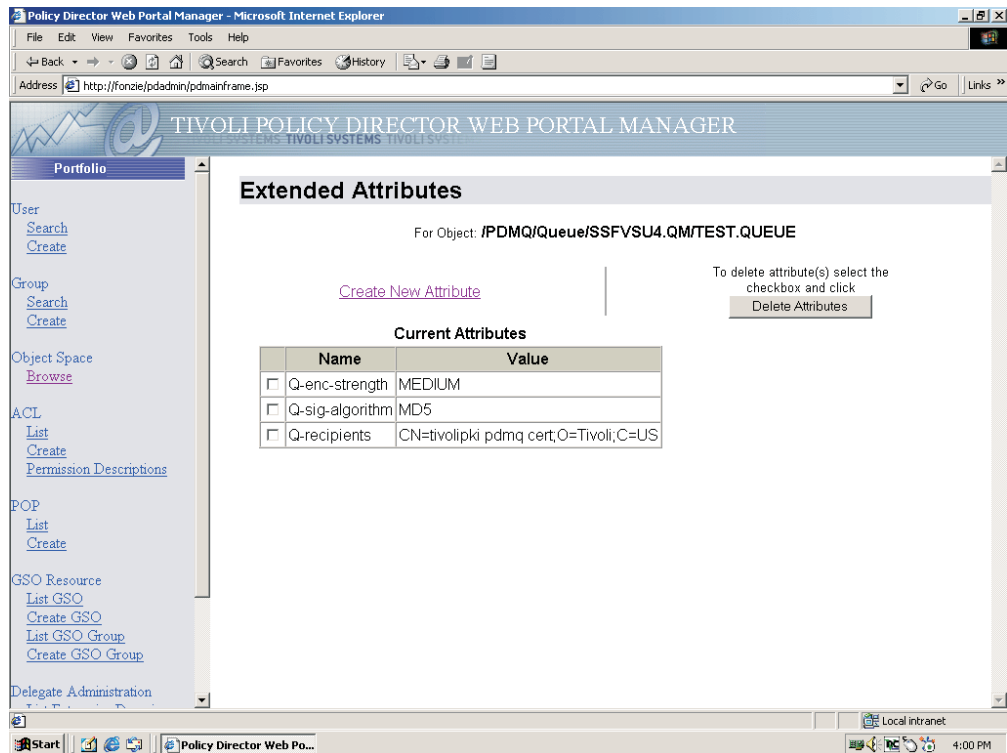 Policy Director Web Portal Manager - Microsoft Internet Explorer
File Edit View Favorites Tools Help
Back Search Favorites History
Address http://fonzie/pdadmin/pdmainframe.jsp Go Links »
TIVOLI POLICY DIRECTOR WEB PORTAL MANAGER
TIVOLI SYSTEMS TIVOLI SYSTEMS TIVOLI SYSTE
Portfolio
User
Search
Create
Group
Search
Create
Object Space
Browse
ACL
List
Create
Permission Descriptions
POP
List
Create
GSO Resource
List GSO
Create GSO
List GSO Group
Create GSO Group
Delegate Administration
Extended Attributes
For Object: /PDMQ/Queue/SSFVSU4.QM/TEST.QUEUE
Create New Attribute
To delete attribute(s) select the
checkbox and click
Delete Attributes
Current Attributes
Name Value
Q-enc-strength MEDIUM
Q-sig-algorithm MD5
Q-recipients CN=tivolipki pdmq cert;O=Tivoli;C=US
Local intranet
Start Policy Director Web Po... 4:00 PM